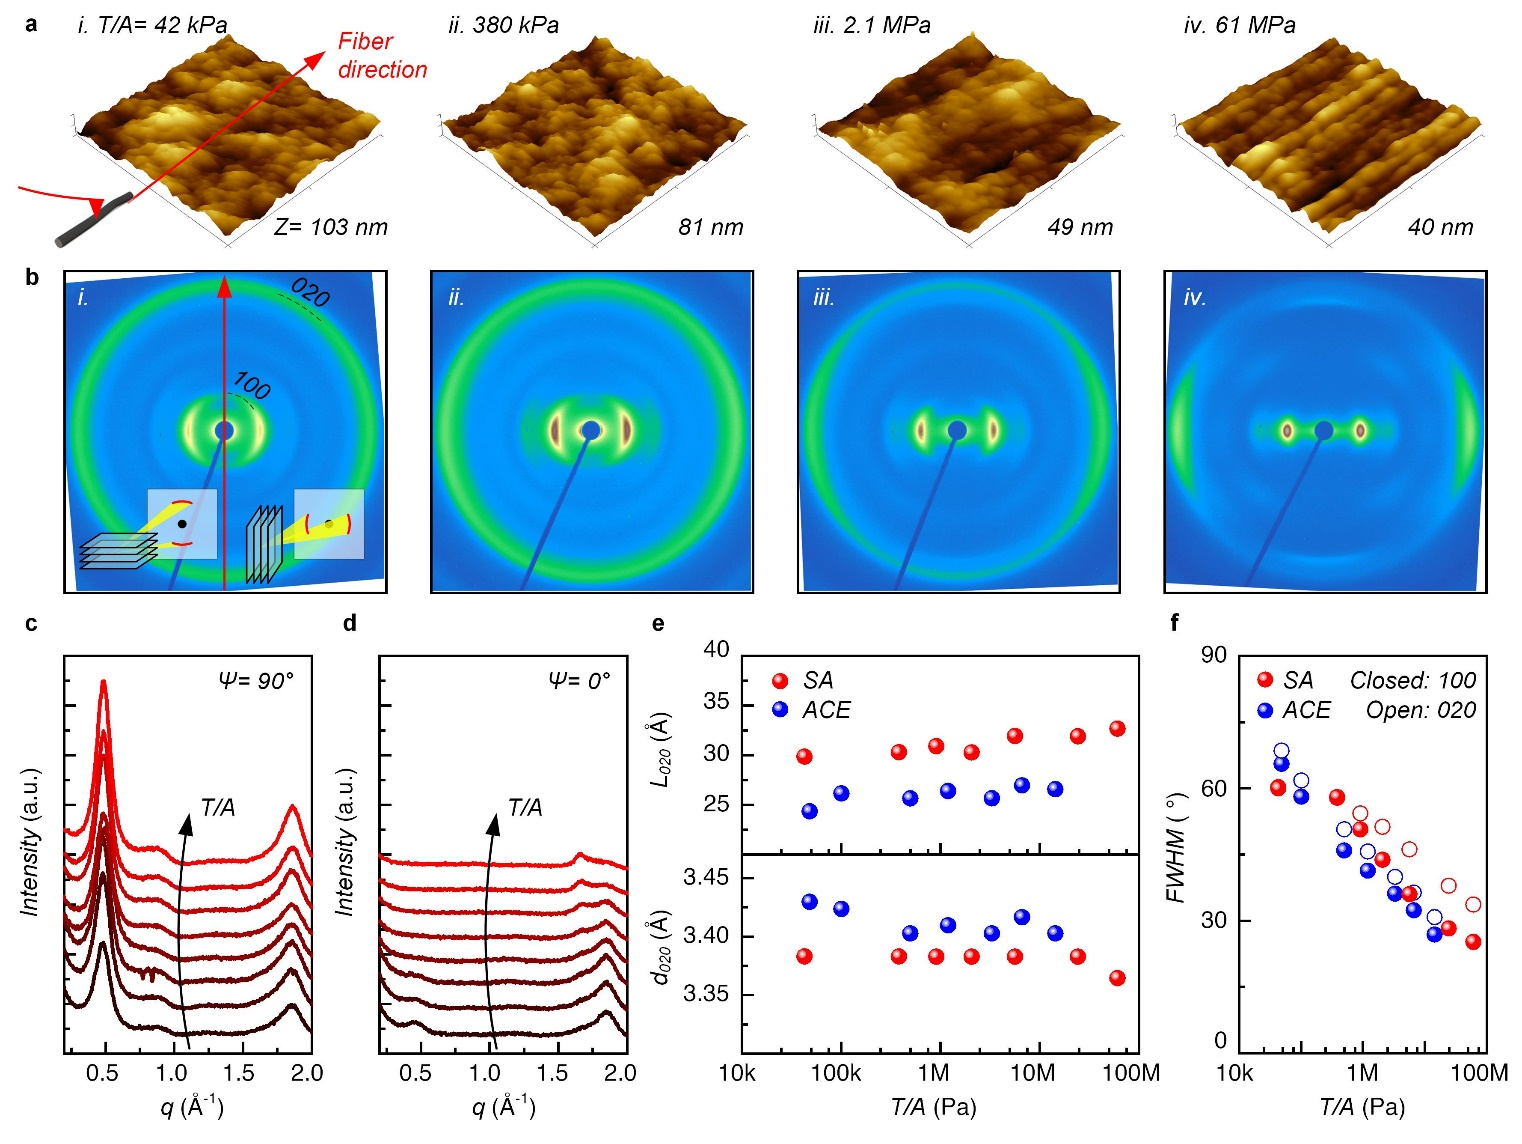 a
i. T/A= 42 kPa
ii. 380 kPa
iii. 2.1 MPa
iv. 61 MPa
Fiber
direction
Z= 103 nm
81 nm
49 nm
40 nm
b
i.
ii.
iii.
iv.
020
100
c
d
e
f
Ψ= 90°
T/A
Intensity (a.u.)
0.5
1.0
1.5
2.0
q (Å-1)
Ψ= 0°
T/A
Intensity (a.u.)
0.5
1.0
1.5
2.0
q (Å-1)
SA
ACE
40
35
30
25
L020 (Å)
3.45
3.40
3.35
d020 (Å)
10k
100k
1M
10M
100M
T/A (Pa)
SA Closed: 100
ACE Open: 020
90
60
30
0
FWHM (°)
10k
1M
100M
T/A (Pa)